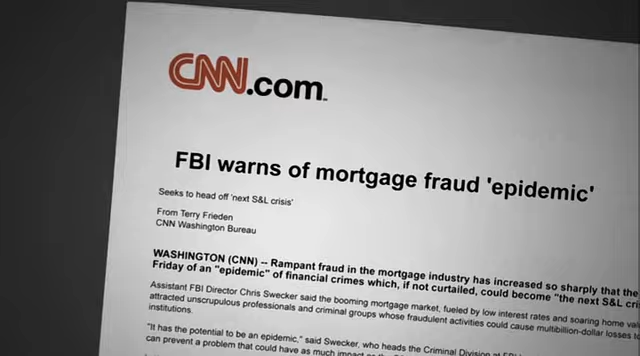 CNN.com
FBI warns of mortgage fraud 'epidemic'
Seeks to head off 'next S&L crisis'
From Terry Frieden
CNN Washington Bureau
WASHINGTON (CNN) -- Rampant fraud in the mortgage industry has increased so sharply that the
Friday of an "epidemic" of financial crimes which, if not curtailed, could become "the next S&L
Assistant FBI Director Chris Swecker said the booming mortgage market, fueled by low interest rates and soaring home
attracted unscrupulous professionals and criminal groups whose fraudulent activities could cause multibillion-dollar losses
institutions.
"It has the potential to be an epidemic," said Swecker, who heads the Criminal Division
can prevent a problem that could have as much